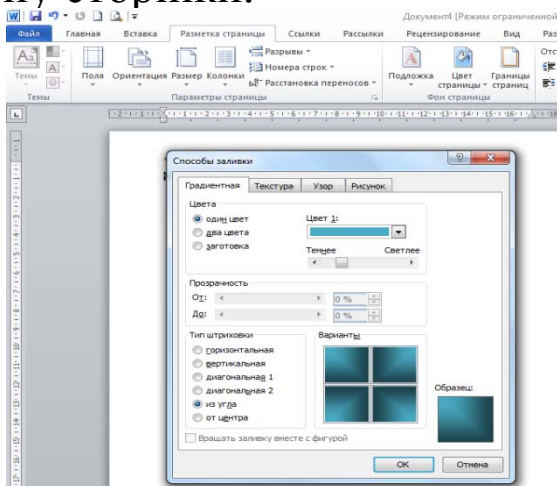 сторінки.
Документ4 [Режим ограниченной
Файл Главная Вставка Разметка страницы Ссылки Рассылки Рецензирование Вид Раз
Темы
Поля Ориентация Размер Колонки
Разрывы
Номера строк
Расстановка переносов
Подложка Цвет страницы Границы страниц
Отс
Темы Параметры страницы Фон страницы
Способы заливки
Градиентная Текстура Узор Рисунок
Цвета
один цвет
два цвета
заготовка
Цвет 1:
Темнее Светлее
Прозрачность
От: 0 %
До: 0 %
Тип штриховки
горизонтальная
вертикальная
диагональная 1
диагональная 2
из угла
от центра
Варианты
Образец:
Вращать заливку вместе с фигурой
ОК Отмена